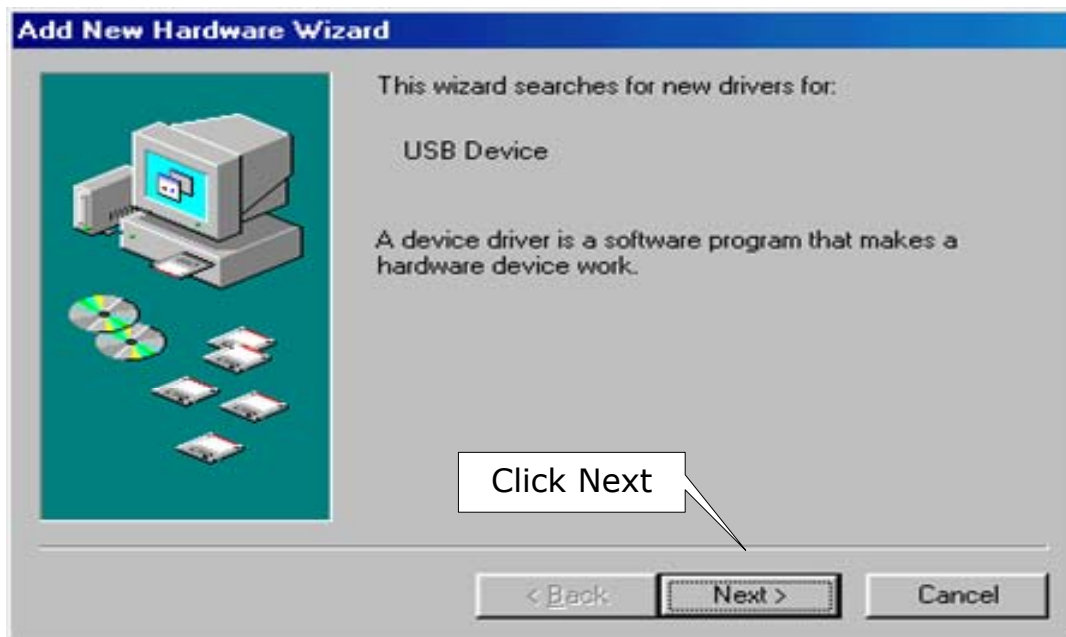 Add New Hardware Wizard
This wizard searches for new drivers for:
USB Device
A device driver is a software program that makes a
hardware device work.
Click Next
< Back
Next >
Cancel